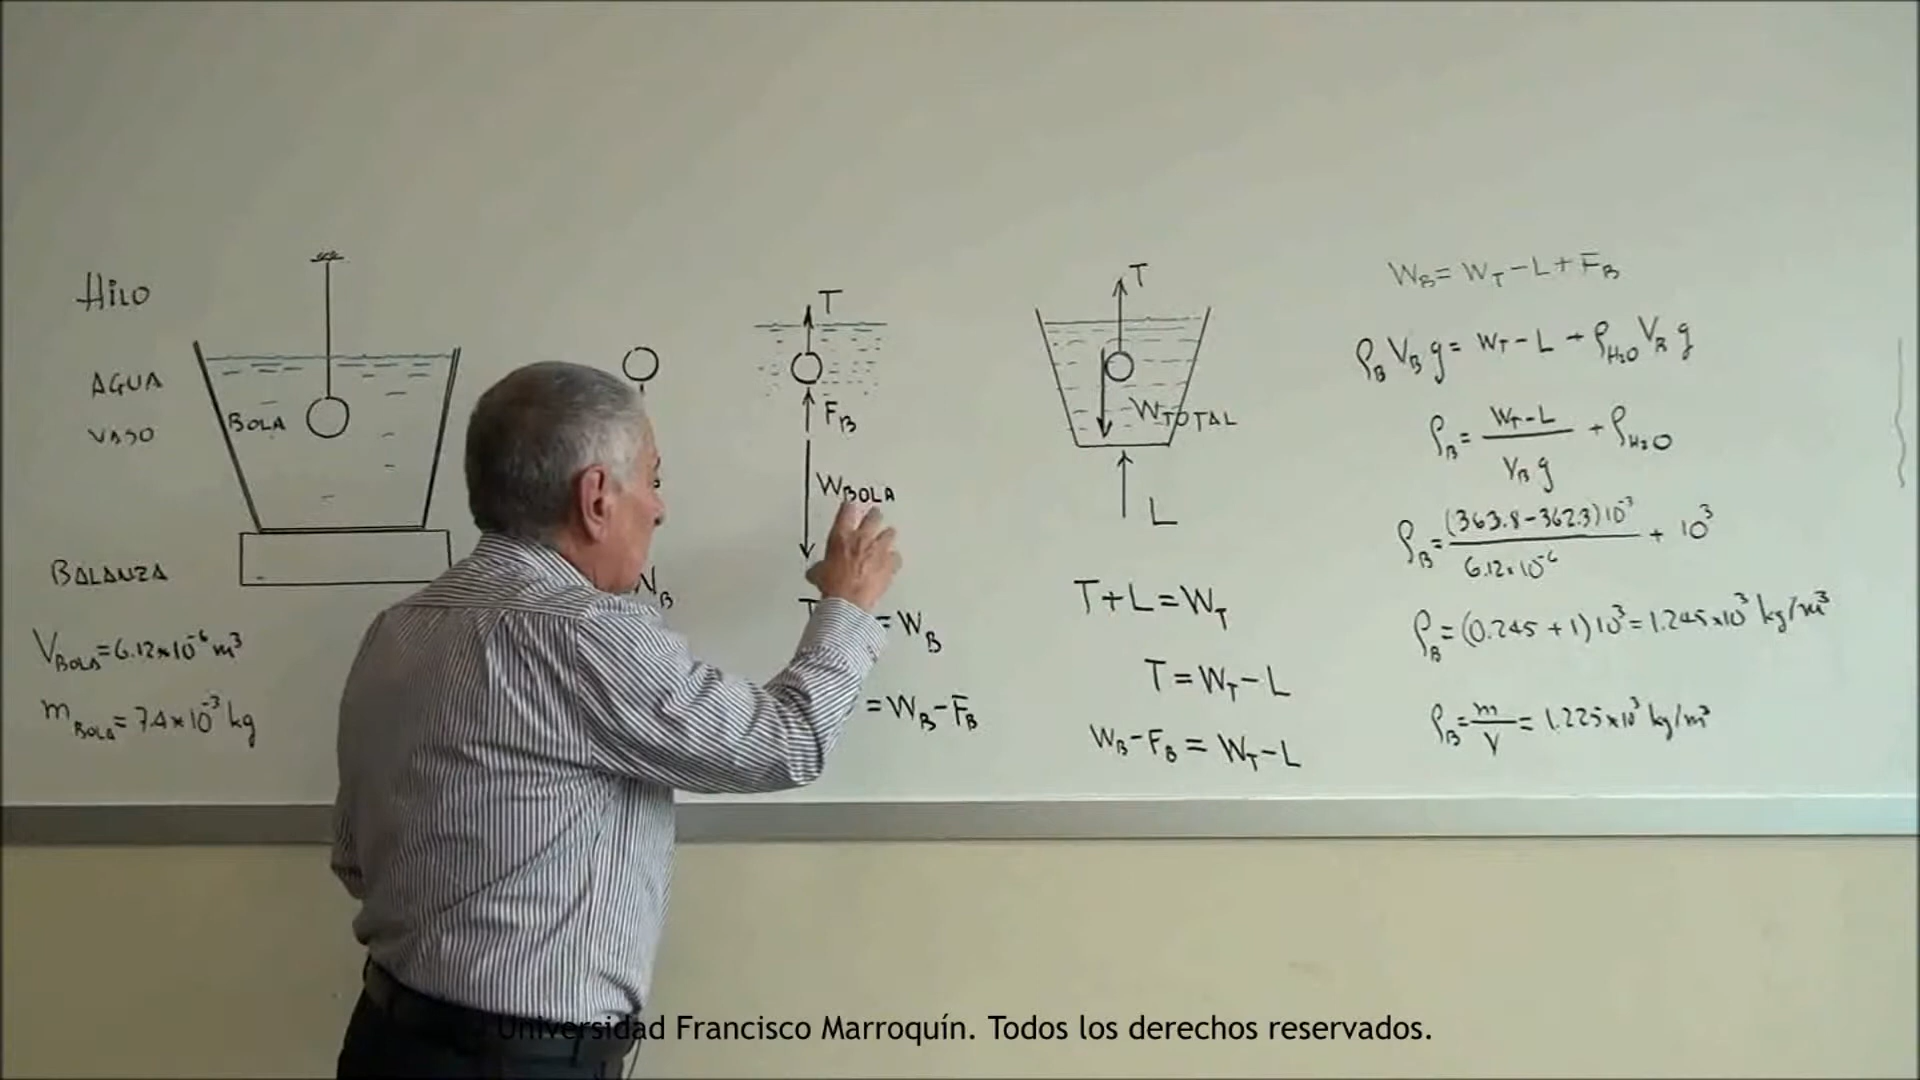 HILO
AGUA
VASO
BOLA
BALANZA
V_BOLA = 6.12×10⁻⁶ m³
m_BOLA = 7.4×10⁻³ kg
W_B
T
F_B
W_BOLA
T = W_B
= W_B - F_B
T
W_TOTAL
L
T + L = W_T
T = W_T - L
W_B - F_B = W_T - L
W_B = W_T - L + F_B
ρ_B V_B g = W_T - L + ρ_H₂O V_B g
ρ_B = (W_T - L) / (V_B g) + ρ_H₂O
ρ_B = (363.8 - 362.3)10⁻³ / 6.12×10⁻⁶ + 10³
ρ_B = (0.245 + 1)10³ = 1.245×10³ kg/m³
ρ_B = m/V = 1.225×10³ kg/m³
Universidad Francisco Marroquín. Todos los derechos reservados.